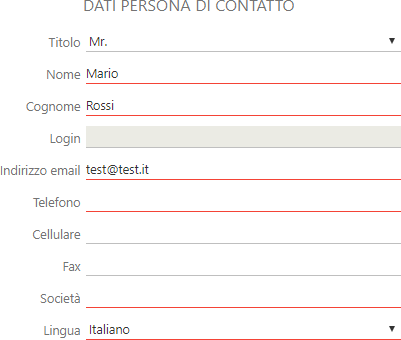 DATI PERSONA DI CONTATTO
Titolo Mr.
Nome Mario
Cognome Rossi
Login
Indirizzo email test@test.it
Telefono
Cellulare
Fax
Società
Lingua Italiano